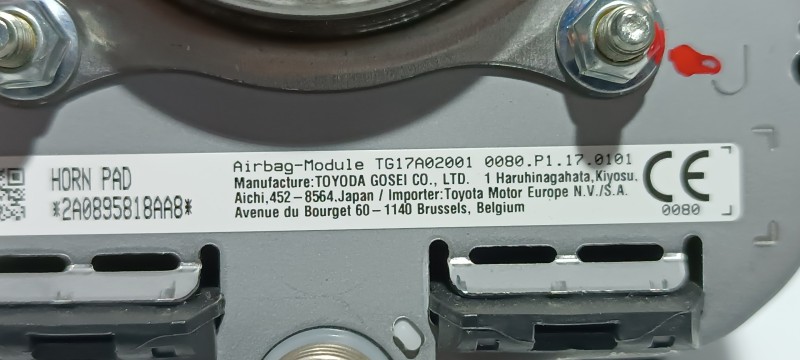 HORN PAD
*2A0895818AA8*
Airbag-Module TG17A02001 0080.P1.17.0101
Manufacture:TOYODA GOSEI CO., LTD. 1 Haruhinagahata,Kiyosu.
Aichi,452-8564.Japan / Importer:Toyota Motor Europe N.V./S.A.
Avenue du Bourget 60-1140 Brussels, Belgium
CE
0080